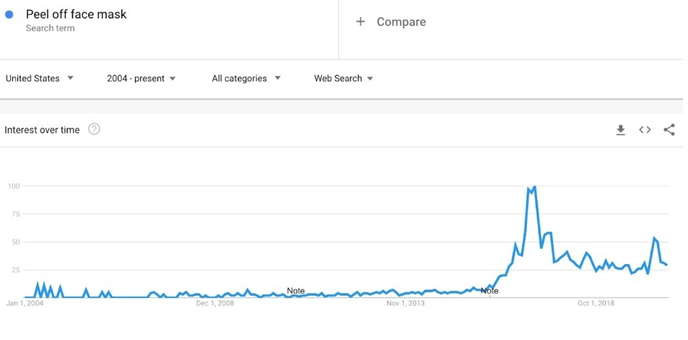 Peel off face mask
Search term
+ Compare
United States
2004 - present
All categories
Web Search
Interest over time ?
100
75
50
25
Note
Note
Jan 1, 2004
Dec 1, 2008
Nov 1, 2013
Oct 1, 2018